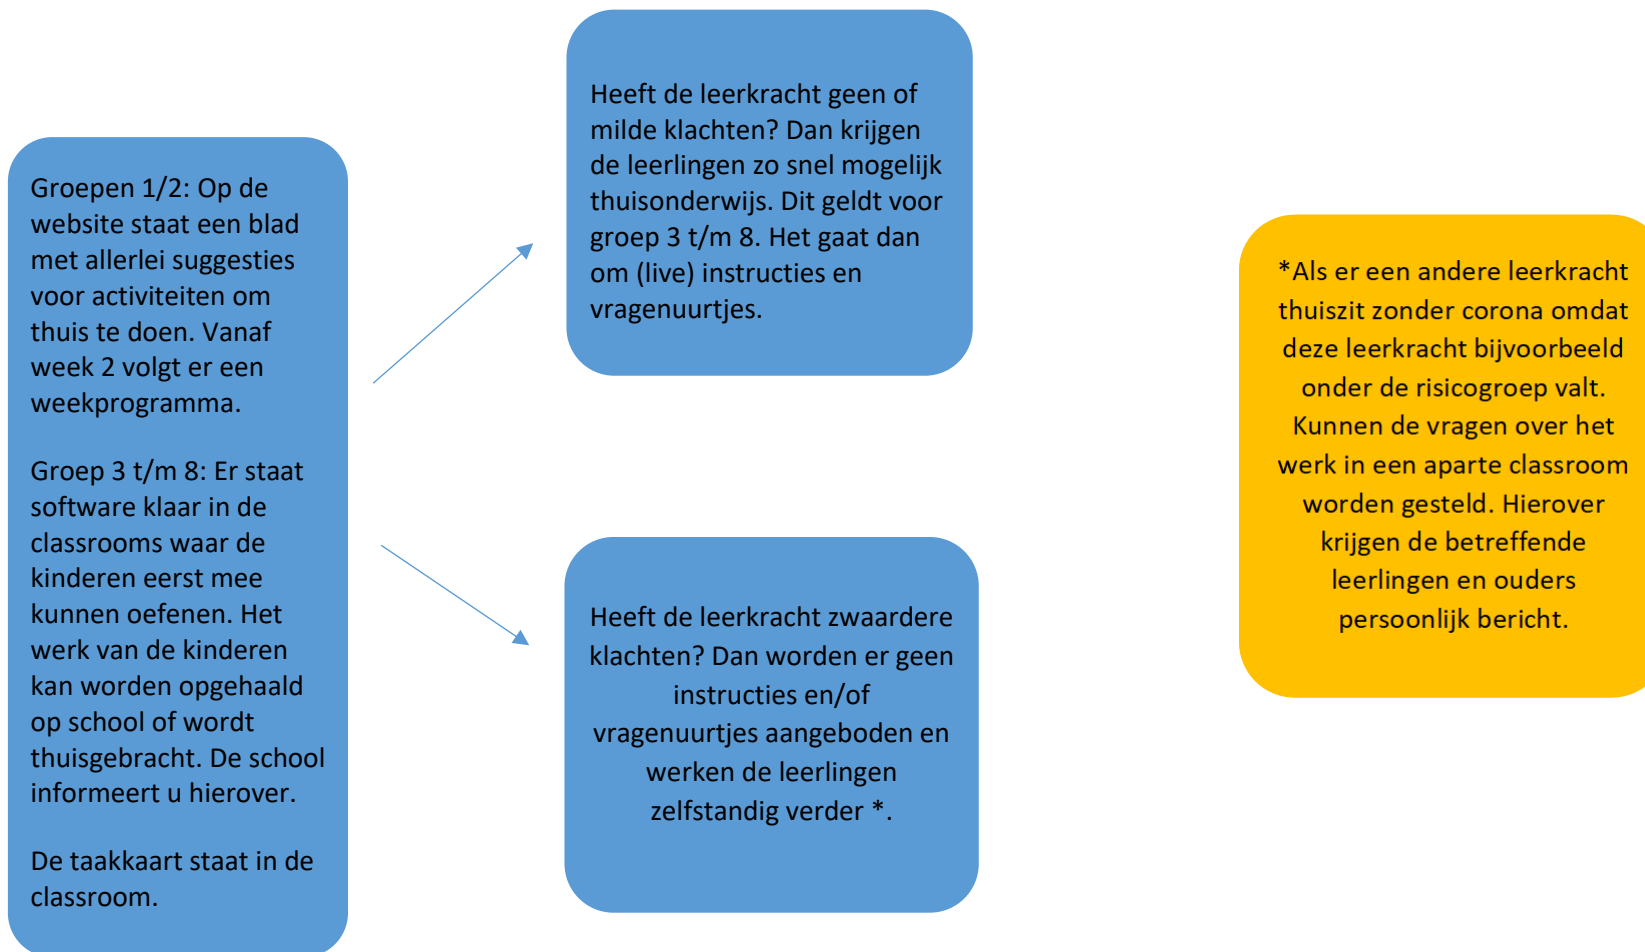 Groepen 1/2: Op de
website staat een blad
met allerlei suggesties
voor activiteiten om
thuis te doen. Vanaf
week 2 volgt er een
weekprogramma.
Groep 3 t/m 8: Er staat
software klaar in de
classrooms waar de
kinderen eerst mee
kunnen oefenen. Het
werk van de kinderen
kan worden opgehaald
op school of wordt
thuisgebracht. De school
informeert u hierover.
De taakkaart staat in de
classroom.
Heeft de leerkracht geen of
milde klachten? Dan krijgen
de leerlingen zo snel mogelijk
thuisonderwijs. Dit geldt voor
groep 3 t/m 8. Het gaat dan
om (live) instructies en
vragenuurtjes.
Heeft de leerkracht zwaardere
klachten? Dan worden er geen
instructies en/of
vragenuurtjes aangeboden en
werken de leerlingen
zelfstandig verder *.
*Als er een andere leerkracht
thuiszit zonder corona omdat
deze leerkracht bijvoorbeeld
onder de risicogroep valt.
Kunnen de vragen over het
werk in een aparte classroom
worden gesteld. Hierover
krijgen de betreffende
leerlingen en ouders
persoonlijk bericht.